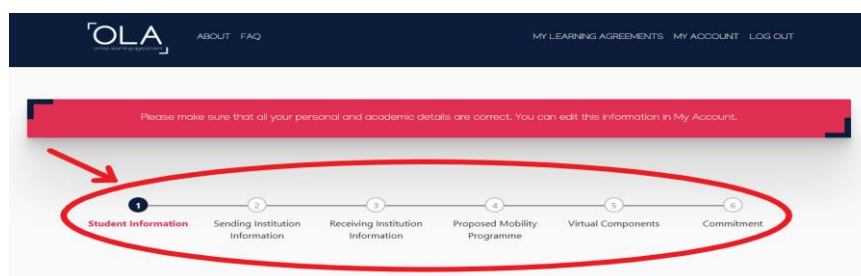 OLA
online learning agreement
ABOUT FAQ
MY LEARNING AGREEMENTS MY ACCOUNT LOG OUT
Please make sure that all your personal and academic details are correct. You can edit this information in My Account.
1 2 3 4 5 6
Student Information Sending Institution Receiving Institution Proposed Mobility Virtual Components Commitment
Information Information Programme